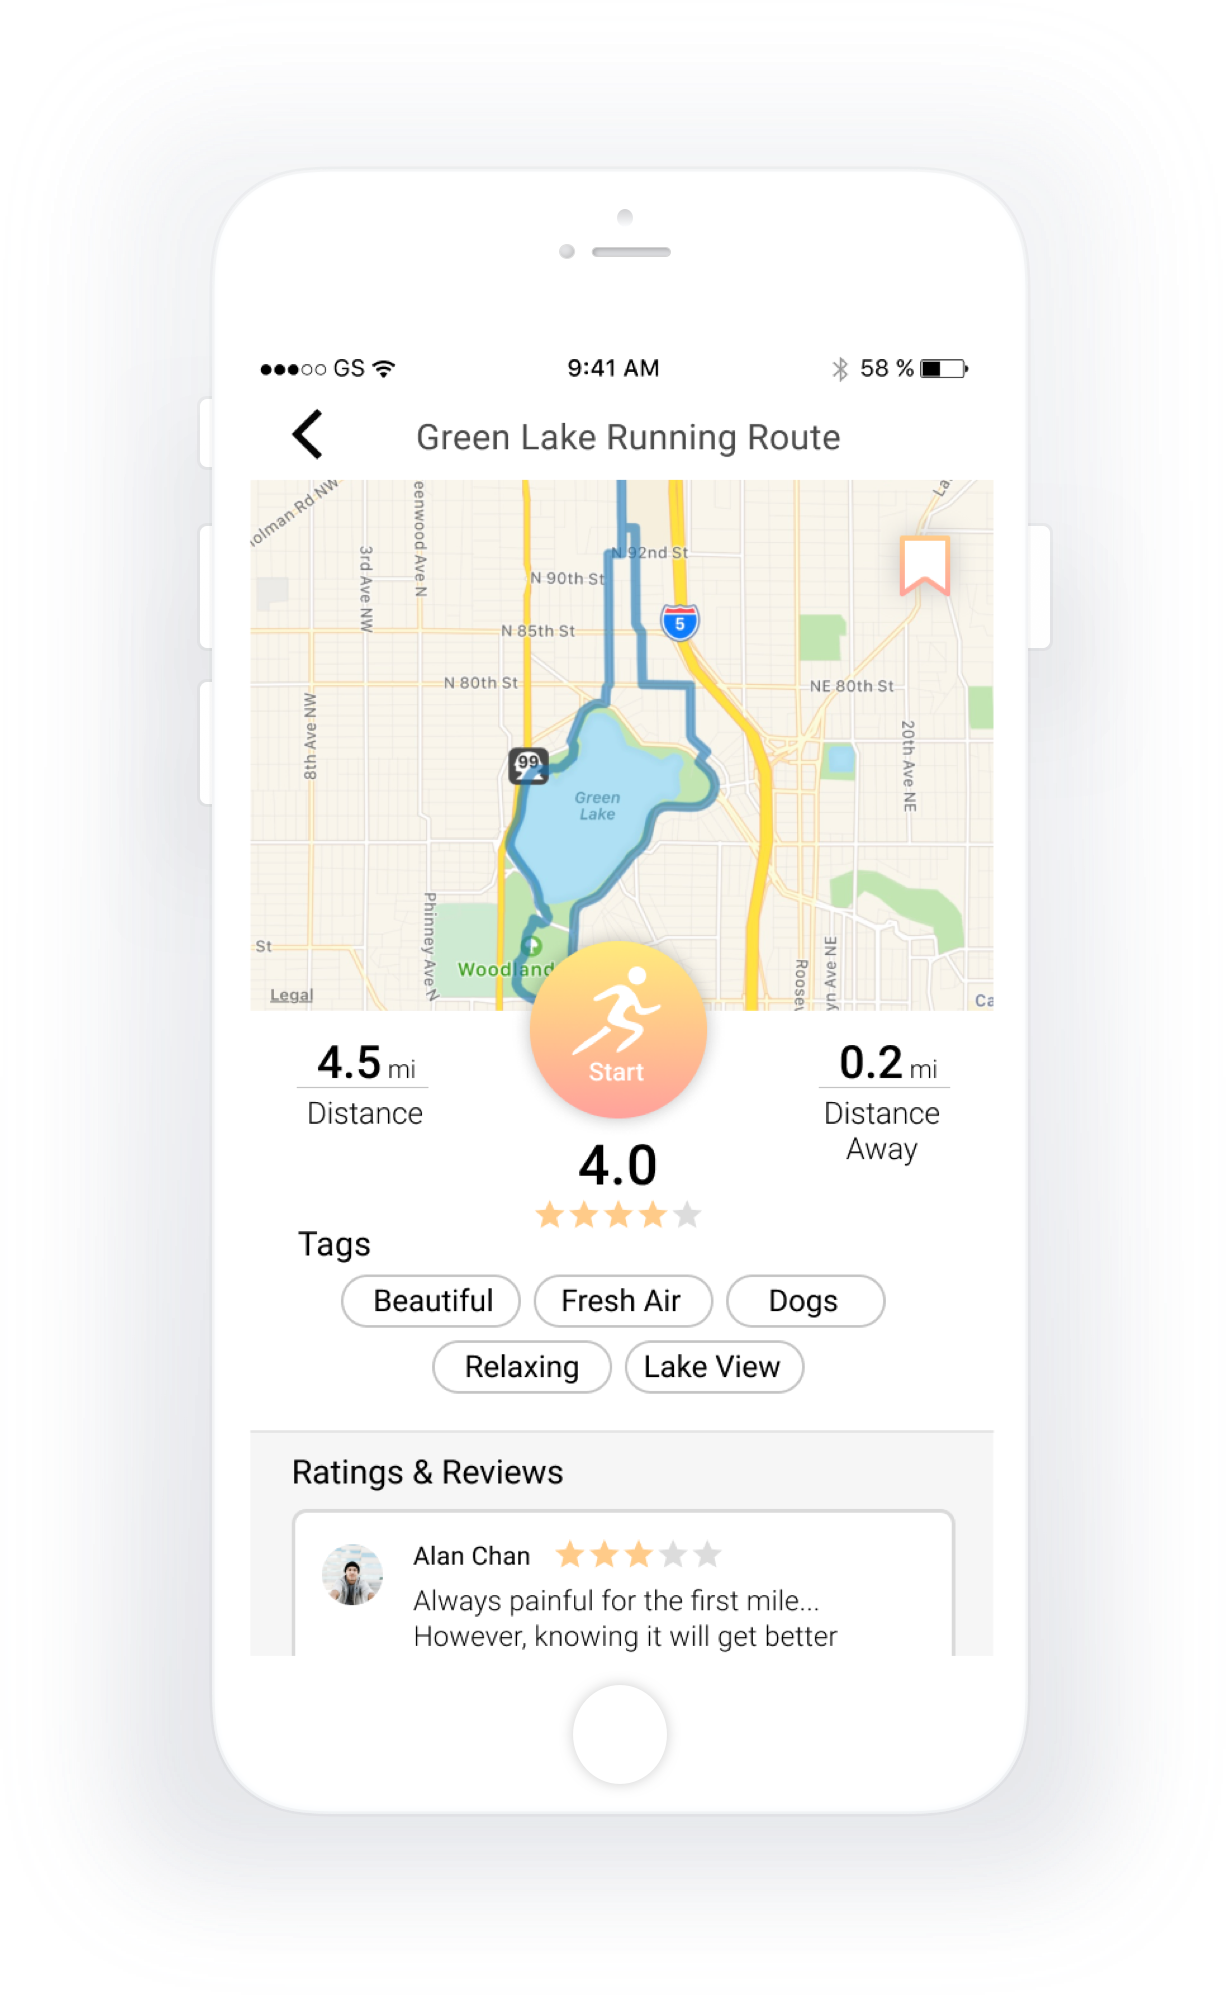 GS 9:41 AM 58 %
Green Lake Running Route
olman Rd NW
eenwood Ave N
La
3rd Ave NW
N 92nd St
N 90th St
5
N 85th St
N 80th St
NE 80th St
8th Ave NW
20th Ave NE
99
Green
Lake
Phinney Ave N
St
Woodland
Roosev
yn Ave NE
Legal
Ca
4.5 mi
Distance
Start
0.2 mi
Distance
Away
4.0
Tags
Beautiful Fresh Air Dogs
Relaxing Lake View
Ratings & Reviews
Alan Chan
Always painful for the first mile...
However, knowing it will get better